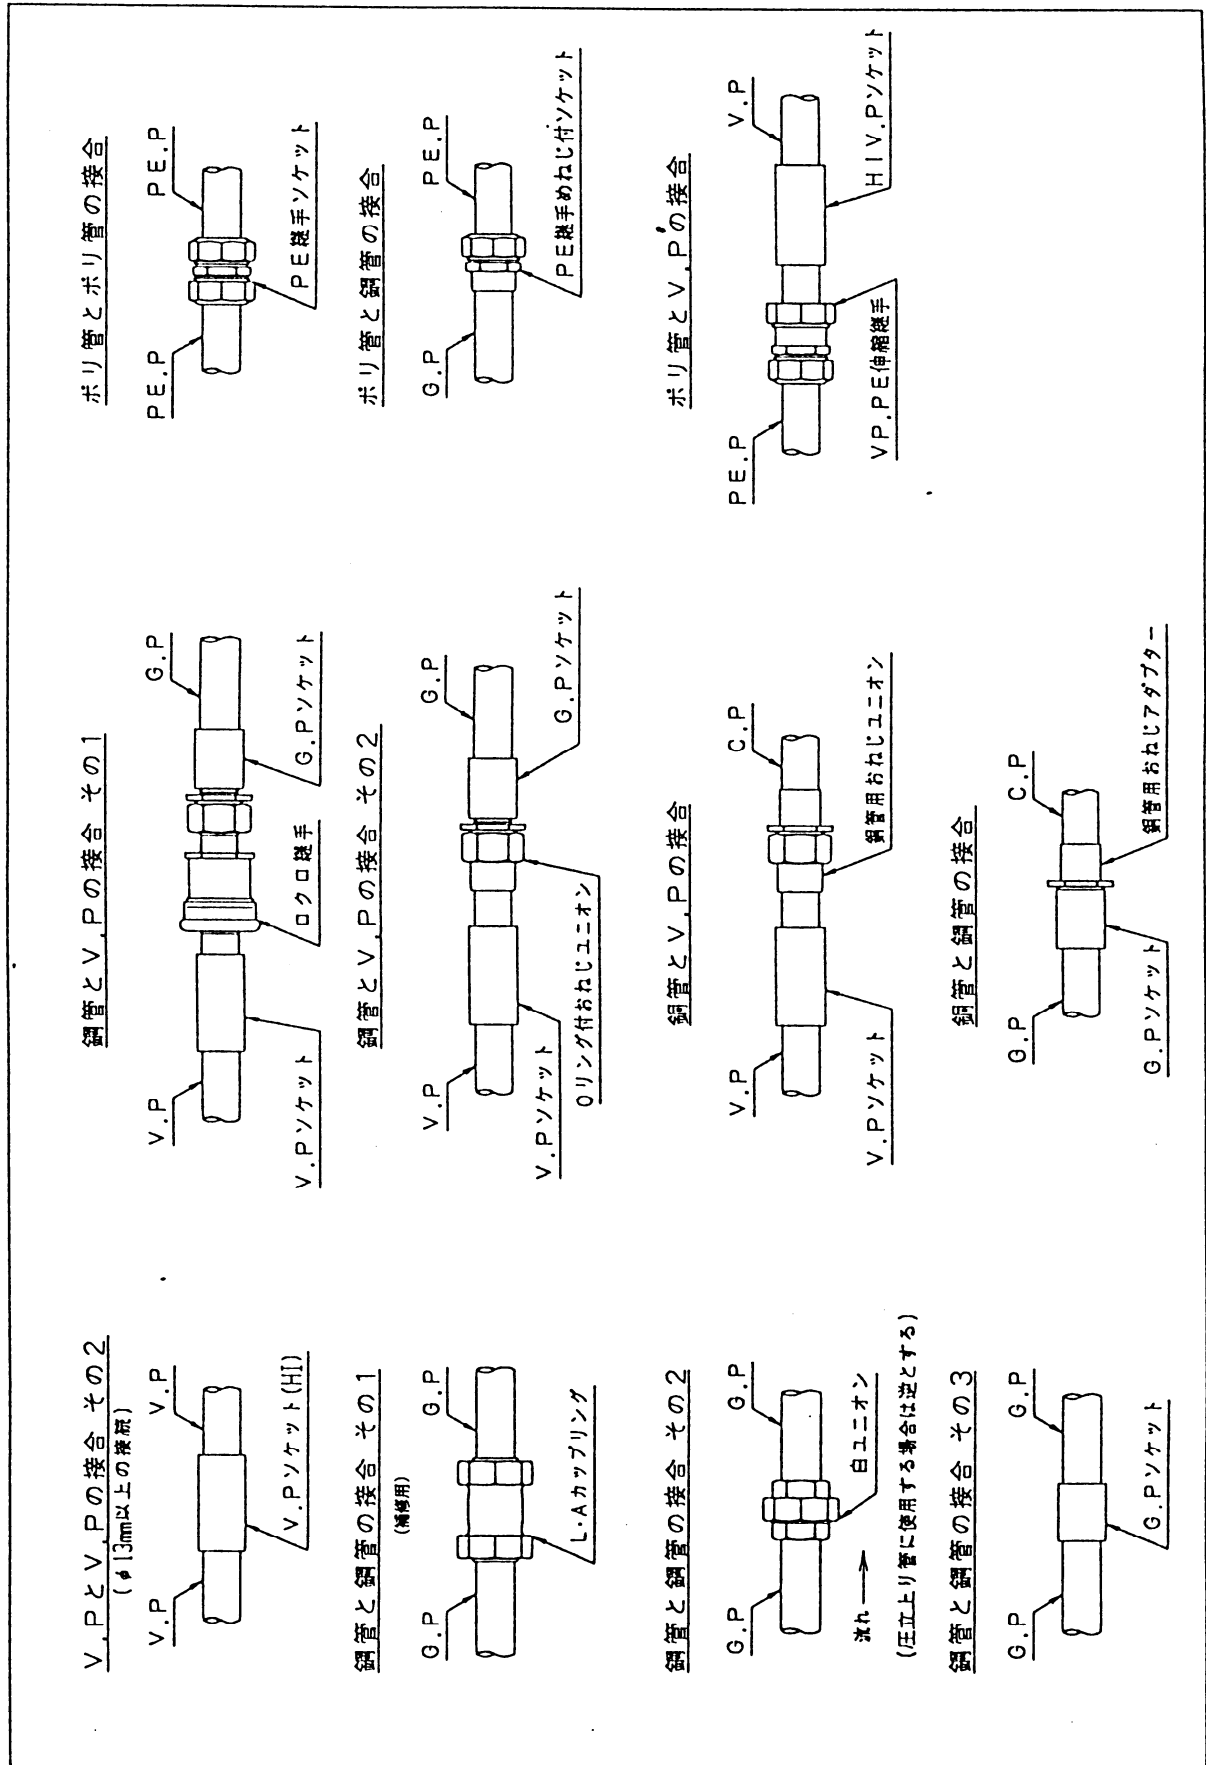 V.PとV.Pの接合 その2
(φ13mm以上の接続)
V.P
V.P
V.Pソケット(HI)
鋼管と鋼管の接合 その1
(補修用)
G.P
G.P
L・Aカップリング
鋼管と鋼管の接合 その2
G.P
G.P
流れ→
白ユニオン
(圧立上り管に使用する場合は逆とする)
鋼管と鋼管の接合 その3
G.P
G.P
G.Pソケット
鋼管とV.Pの接合 その1
V.P
G.P
V.Pソケット
ロクロ継手
G.Pソケット
鋼管とV.Pの接合 その2
V.P
G.P
V.Pソケット
Oリング付おねじユニオン
G.Pソケット
銅管とV.Pの接合
V.P
C.P
V.Pソケット
銅管用おねじユニオン
銅管と鋼管の接合
G.P
C.P
G.Pソケット
銅管用おねじアダプター
ポリ管とポリ管の接合
PE.P
PE.P
PE継手ソケット
ポリ管と鋼管の接合
G.P
PE.P
PE継手めねじ付ソケット
ポリ管とV.Pの接合
PE.P
V.P
VP.PE伸縮継手
HIV.Pソケット